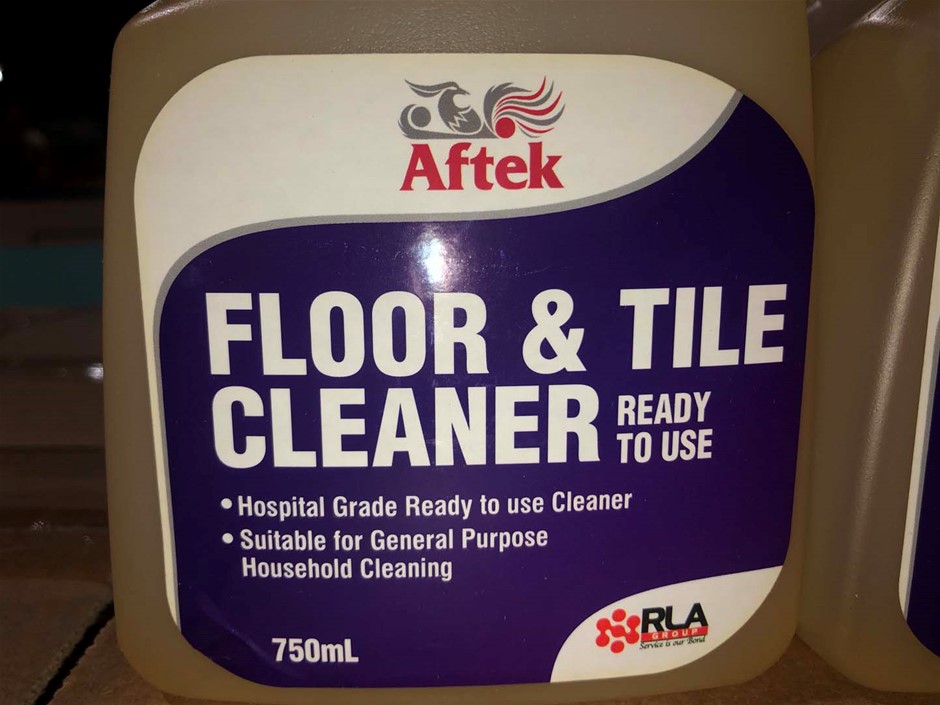 Aftek
FLOOR & TILE
CLEANER READY
TO USE
• Hospital Grade Ready to use Cleaner
• Suitable for General Purpose
Household Cleaning
750mL
RLA
GROUP
Service is our Bond